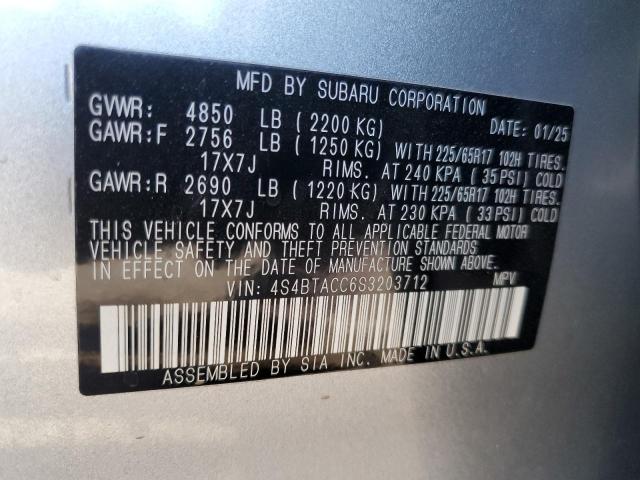 MFD BY SUBARU CORPORATION
GVWR: 4850 LB (2200 KG) DATE: 01/25
GAWR:F 2756 LB (1250 KG) WITH 225/65R17 102H TIRES.
17X7J RIMS. AT 240 KPA (35 PSI) COLD
GAWR:R 2690 LB (1220 KG) WITH 225/65R17 102H TIRES.
17X7J RIMS. AT 230 KPA (33 PSI) COLD
THIS VEHICLE CONFORMS TO ALL APPLICABLE FEDERAL MOTOR
VEHICLE SAFETY AND THEFT PREVENTION STANDARDS
IN EFFECT ON THE DATE OF MANUFACTURE SHOWN ABOVE.
VIN: 4S4BTACC6S3203712 MPV
ASSEMBLED BY SIA INC. MADE IN U.S.A.